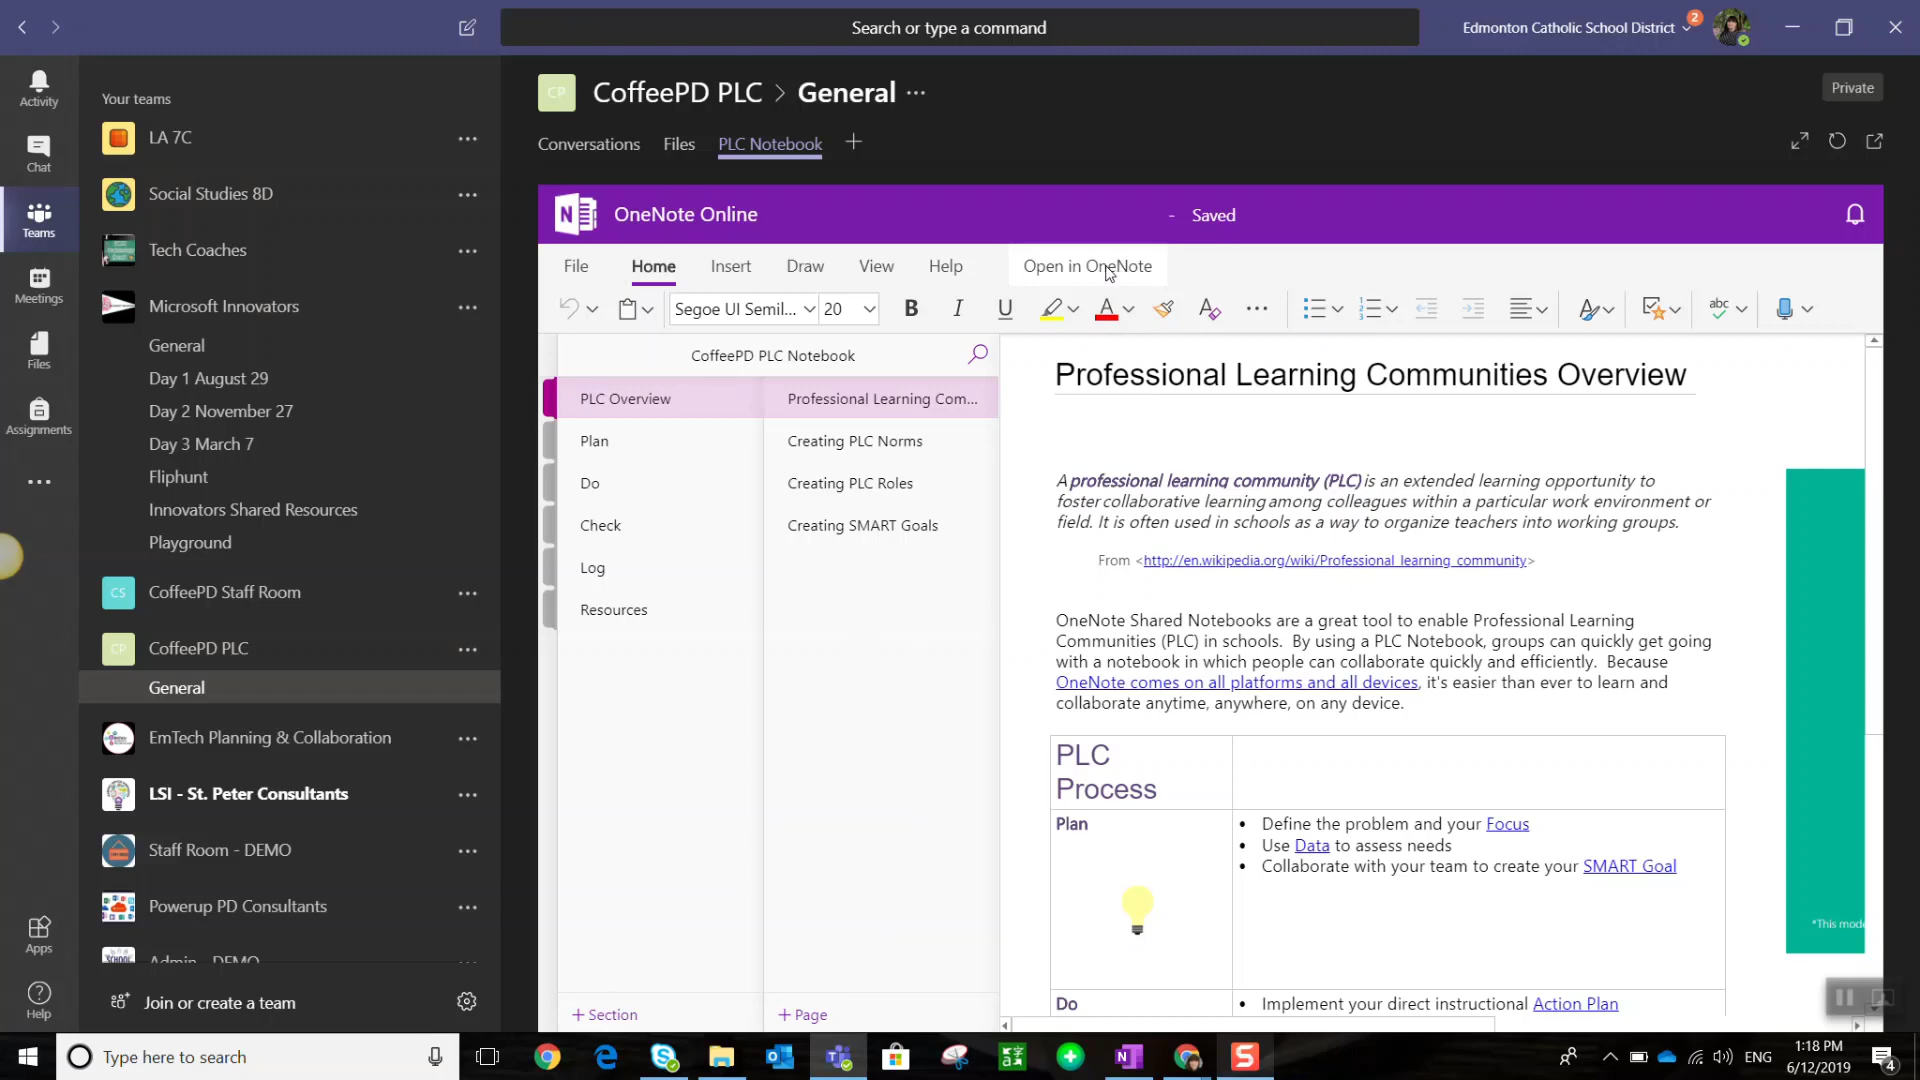 Search or type a command
Edmonton Catholic School District
2
Activity
Chat
Teams
Meetings
Files
Assignments
Apps
Help
Your teams
LA 7C
Social Studies 8D
Tech Coaches
Microsoft Innovators
General
Day 1 August 29
Day 2 November 27
Day 3 March 7
Fliphunt
Innovators Shared Resources
Playground
CS
CoffeePD Staff Room
CP
CoffeePD PLC
General
EmTech Planning & Collaboration
LSI - St. Peter Consultants
Staff Room - DEMO
Powerup PD Consultants
Admin - DEMO
Join or create a team
CP
CoffeePD PLC > General
Private
Conversations
Files
PLC Notebook
N
OneNote Online
- Saved
File
Home
Insert
Draw
View
Help
Open in OneNote
Segoe UI Semil...
20
B
I
U
A
abc
CoffeePD PLC Notebook
PLC Overview
Plan
Do
Check
Log
Resources
+ Section
Professional Learning Com...
Creating PLC Norms
Creating PLC Roles
Creating SMART Goals
+ Page
Professional Learning Communities Overview
A professional learning community (PLC) is an extended learning opportunity to
foster collaborative learning among colleagues within a particular work environment or
field. It is often used in schools as a way to organize teachers into working groups.
From <http://en.wikipedia.org/wiki/Professional_learning_community>
OneNote Shared Notebooks are a great tool to enable Professional Learning
Communities (PLC) in schools. By using a PLC Notebook, groups can quickly get going
with a notebook in which people can collaborate quickly and efficiently. Because
OneNote comes on all platforms and all devices, it's easier than ever to learn and
collaborate anytime, anywhere, on any device.
PLC
Process
Plan
• Define the problem and your Focus
• Use Data to assess needs
• Collaborate with your team to create your SMART Goal
Do
• Implement your direct instructional Action Plan
*This mode
Type here to search
ENG
1:18 PM
6/12/2019
4